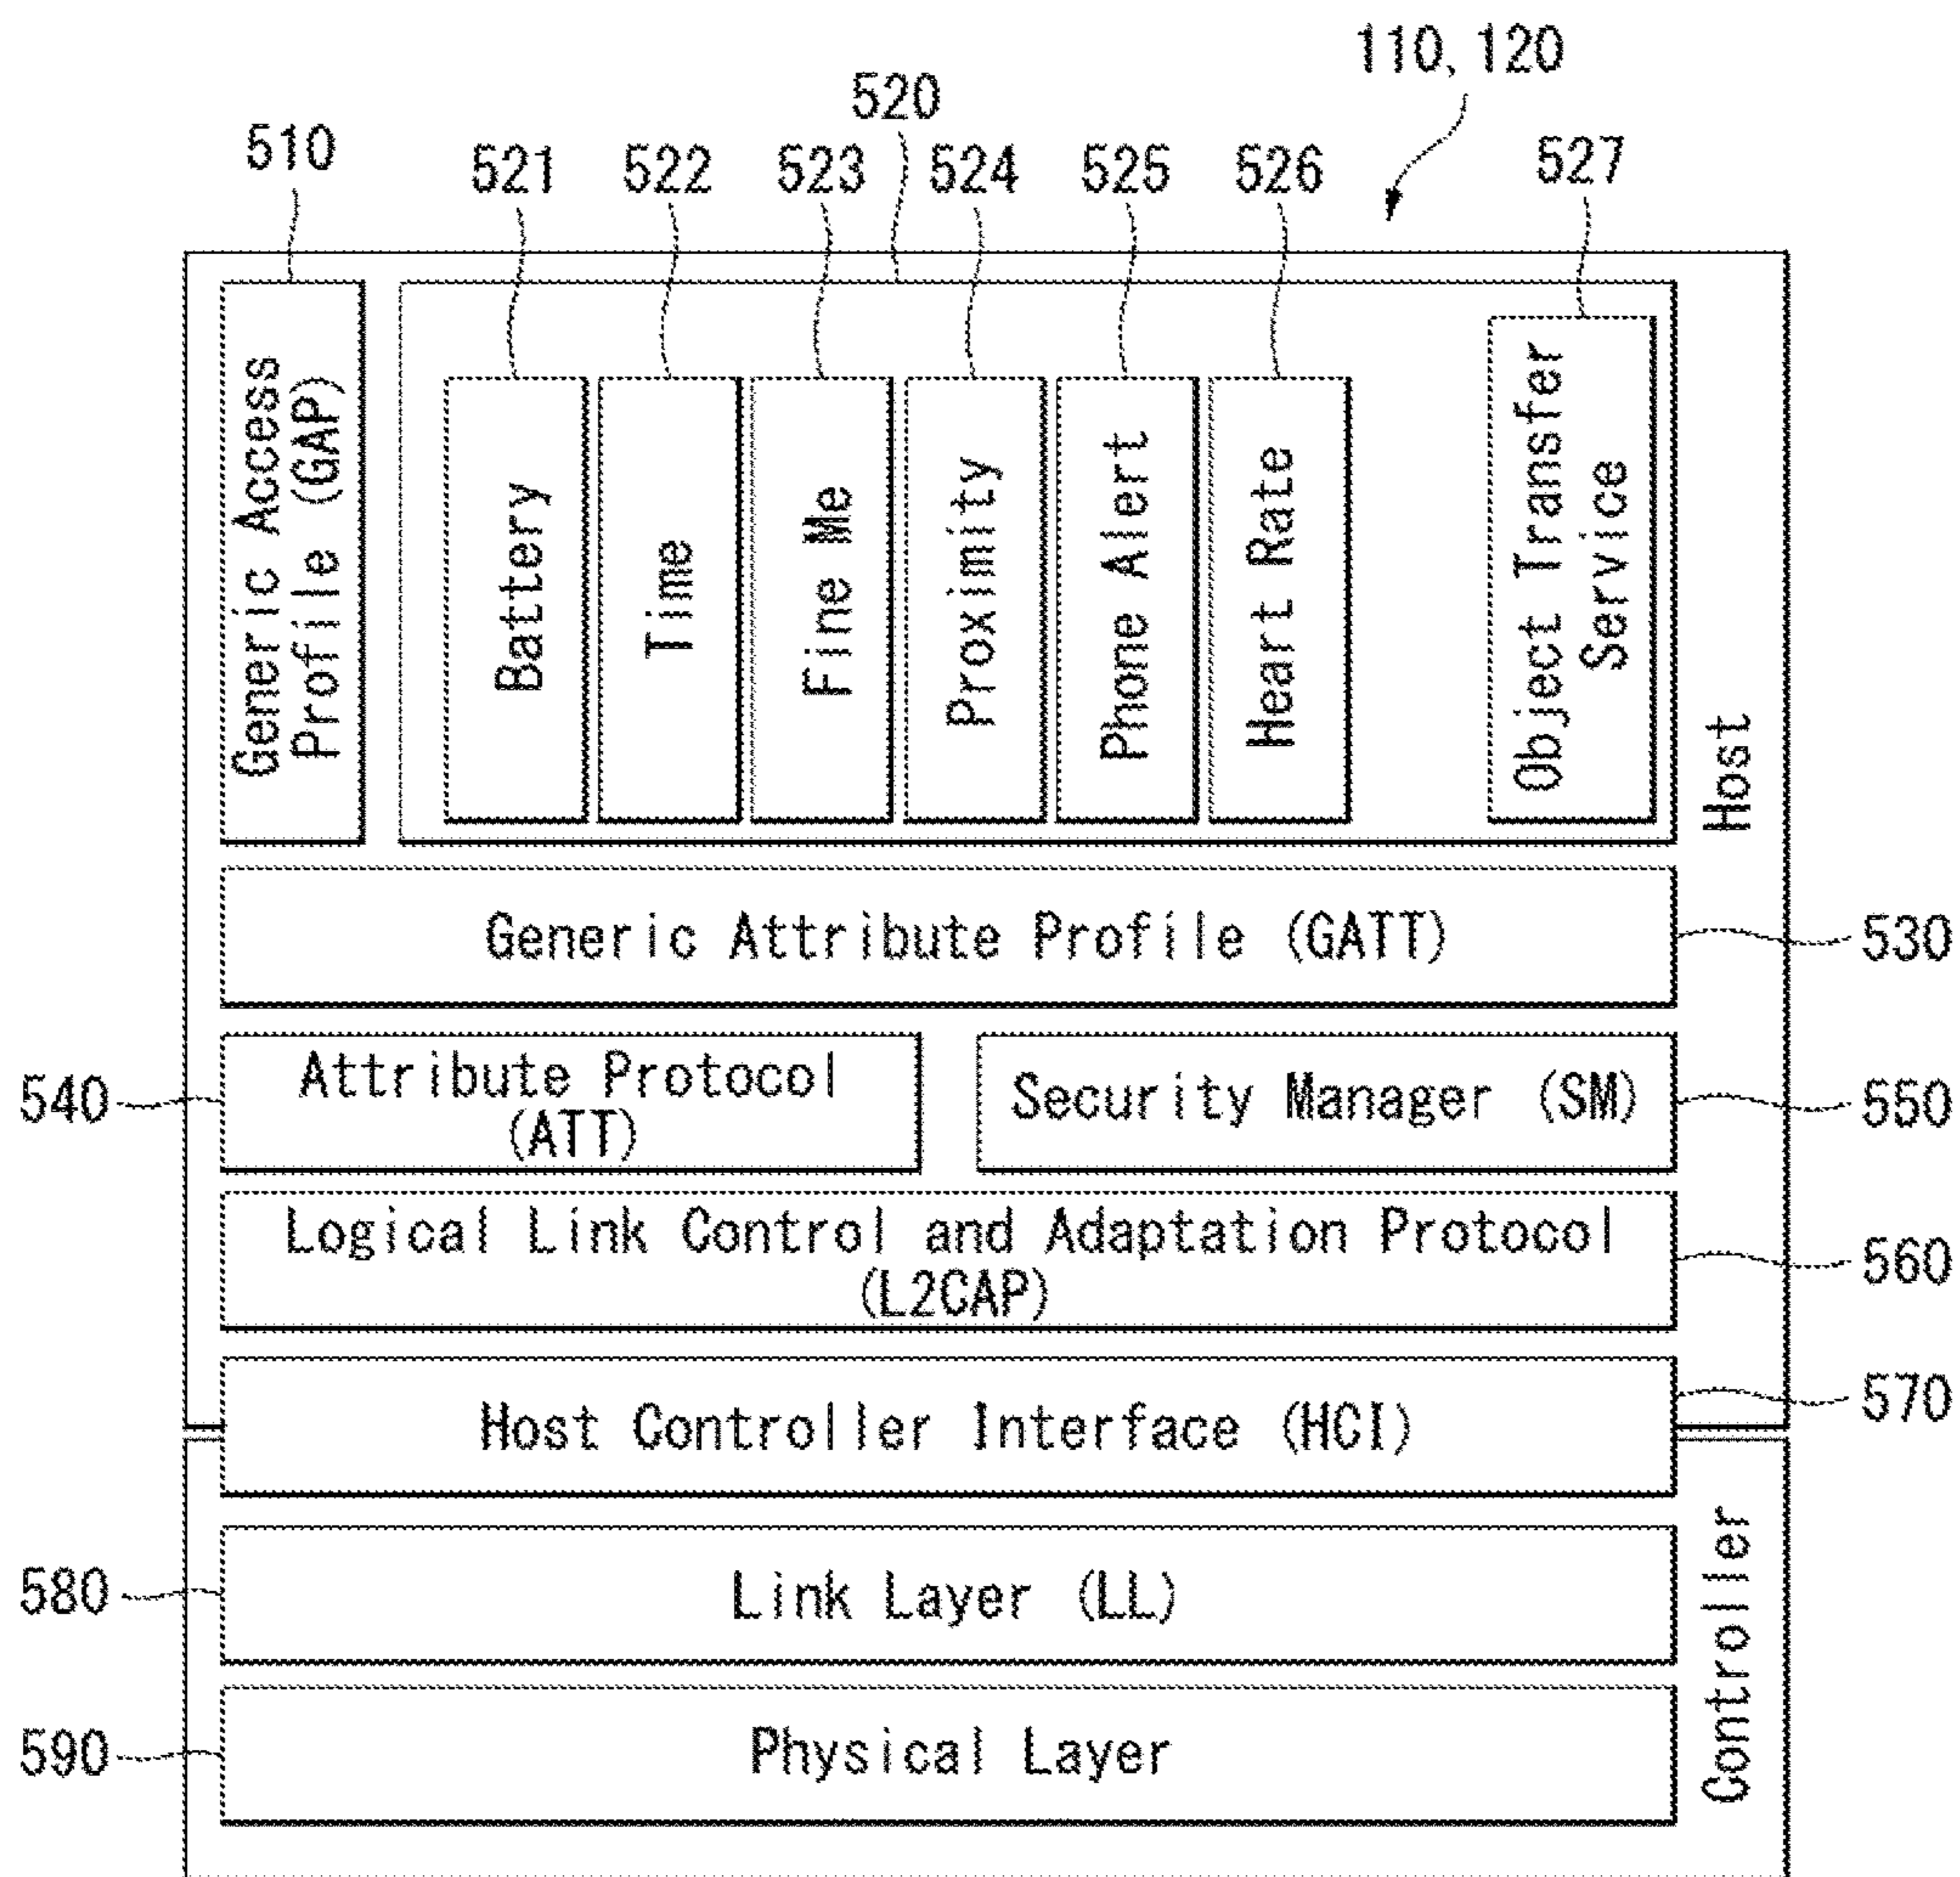 110, 120
520
510
521
522
523
524
525
526
527
Generic Access
Profile (GAP)
Battery
Time
Fine Me
Proximity
Phone Alert
Heart Rate
Object Transfer
Service
Host
Generic Attribute Profile (GATT)
530
540
Attribute Protocol
(ATT)
Security Manager (SM)
550
Logical Link Control and Adaptation Protocol
(L2CAP)
560
Host Controller Interface (HCI)
570
580
Link Layer (LL)
Controller
590
Physical Layer